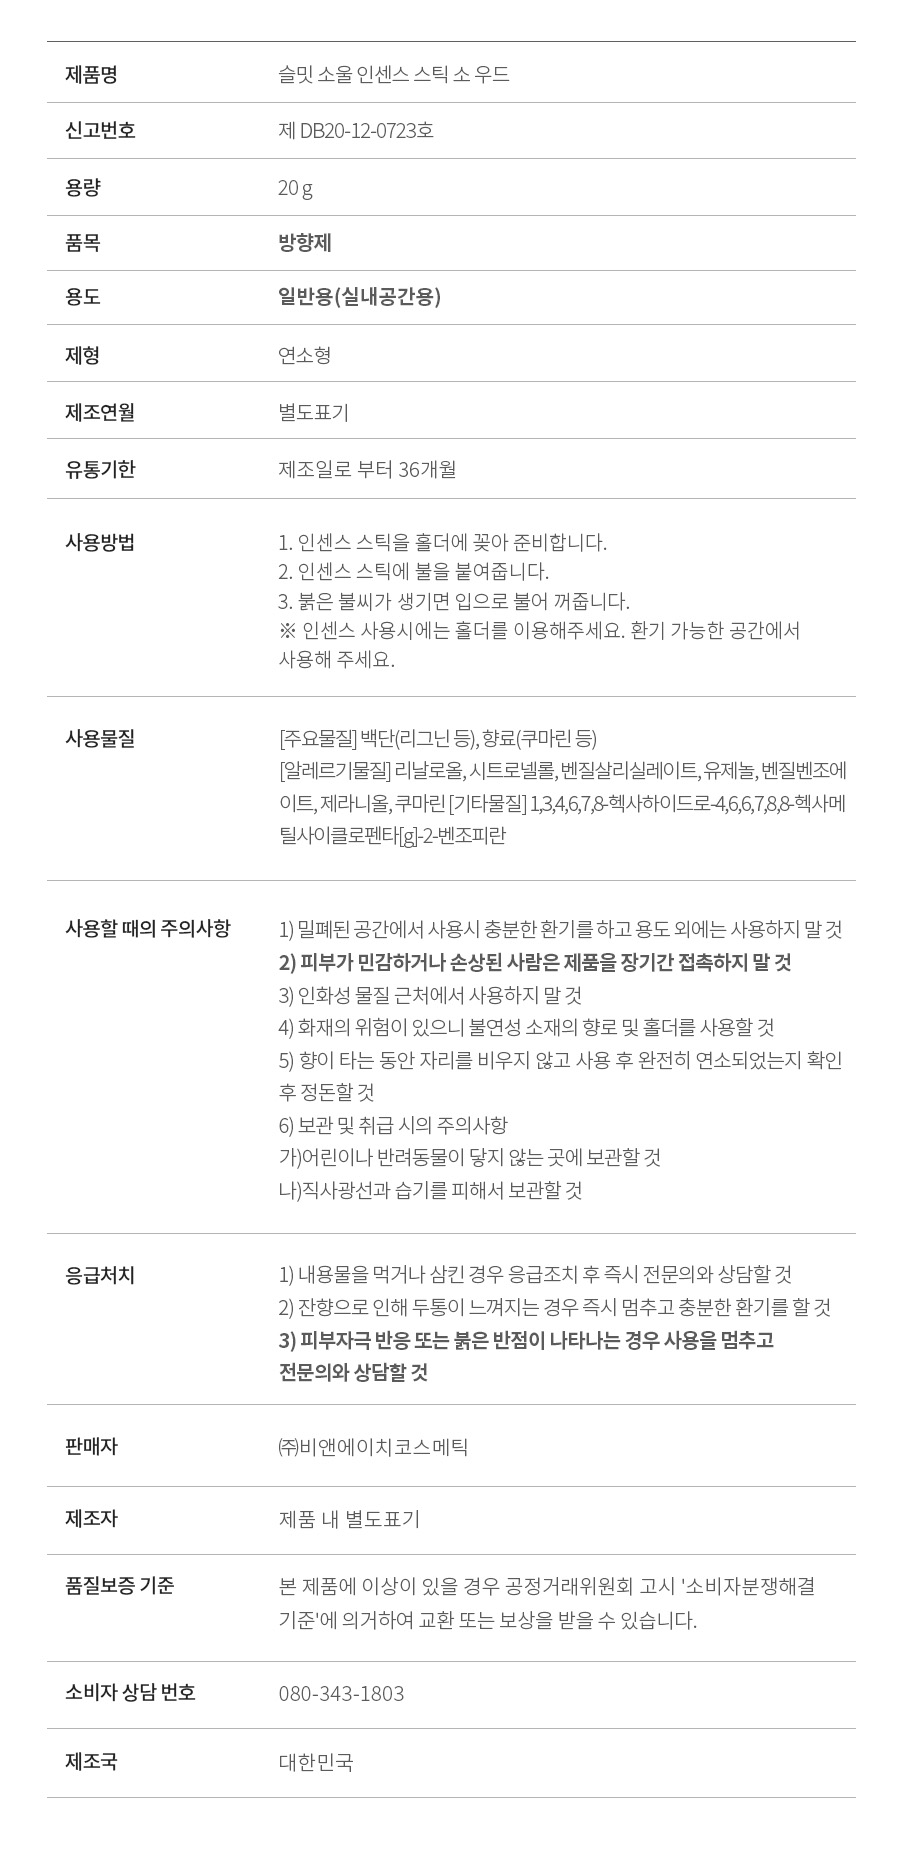 제품명 슬밋 소울 인센스 스틱 소 우드
신고번호 제 DB20-12-0723호
용량 20 g
품목 방향제
용도 일반용(실내공간용)
제형 연소형
제조연월 별도표기
유통기한 제조일로 부터 36개월
사용방법 1. 인센스 스틱을 홀더에 꽂아 준비합니다.
2. 인센스 스틱에 불을 붙여줍니다.
3. 붉은 불씨가 생기면 입으로 불어 꺼줍니다.
※ 인센스 사용시에는 홀더를 이용해주세요. 환기 가능한 공간에서
사용해 주세요.
사용물질 [주요물질] 백단(리그닌 등), 향료(쿠마린 등)
[알레르기물질] 리날로올, 시트로넬롤, 벤질살리실레이트, 유제놀, 벤질벤조에
이트, 제라니올, 쿠마린 [기타물질] 1,3,4,6,7,8-헥사하이드로-4,6,6,7,8,8-헥사메
틸사이클로펜타[g]-2-벤조피란
사용할 때의 주의사항 1) 밀폐된 공간에서 사용시 충분한 환기를 하고 용도 외에는 사용하지 말 것
2) 피부가 민감하거나 손상된 사람은 제품을 장기간 접촉하지 말 것
3) 인화성 물질 근처에서 사용하지 말 것
4) 화재의 위험이 있으니 불연성 소재의 향로 및 홀더를 사용할 것
5) 향이 타는 동안 자리를 비우지 않고 사용 후 완전히 연소되었는지 확인
후 정돈할 것
6) 보관 및 취급 시의 주의사항
가)어린이나 반려동물이 닿지 않는 곳에 보관할 것
나)직사광선과 습기를 피해서 보관할 것
응급처치 1) 내용물을 먹거나 삼킨 경우 응급조치 후 즉시 전문의와 상담할 것
2) 잔향으로 인해 두통이 느껴지는 경우 즉시 멈추고 충분한 환기를 할 것
3) 피부자극 반응 또는 붉은 반점이 나타나는 경우 사용을 멈추고
전문의와 상담할 것
판매자 ㈜비앤에이치코스메틱
제조자 제품 내 별도표기
품질보증 기준 본 제품에 이상이 있을 경우 공정거래위원회 고시 '소비자분쟁해결
기준'에 의거하여 교환 또는 보상을 받을 수 있습니다.
소비자 상담 번호 080-343-1803
제조국 대한민국